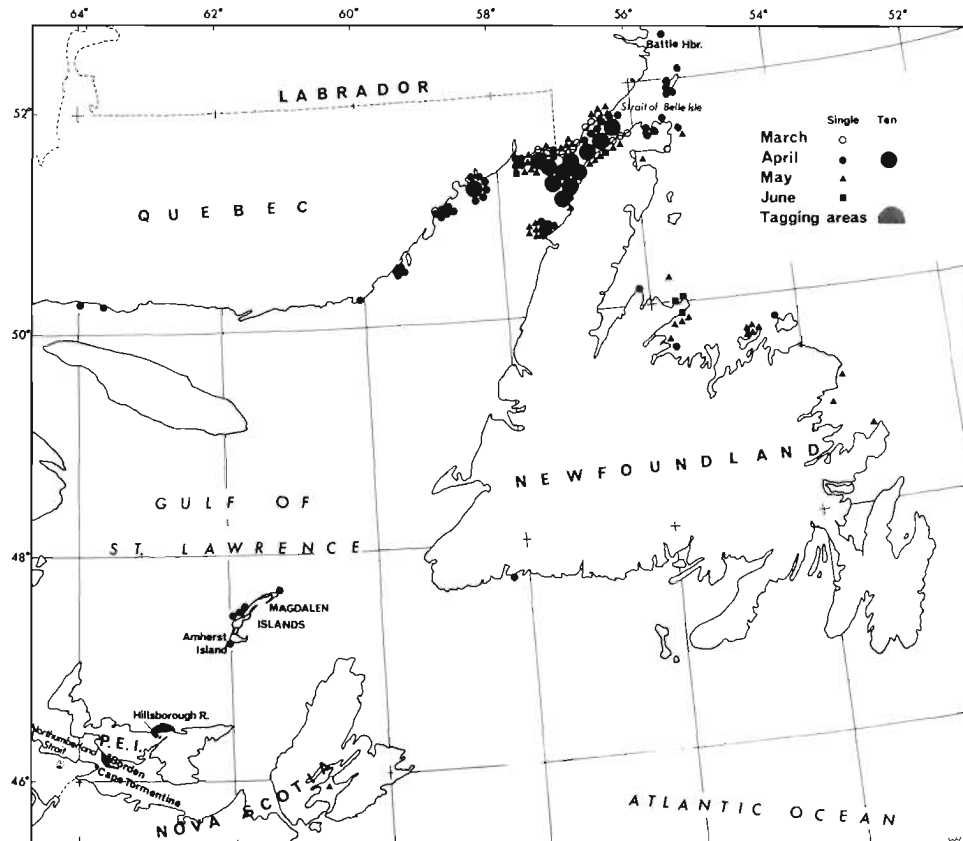 64° 62° 60° 58° 56° 54° 52°
Battle Hbr.
LABRADOR
Strait of Belle Isle
52°
Single Ten
March
April
May
June
Tagging areas
QUEBEC
50°
NEWFOUNDLAND
GULF OF
ST. LAWRENCE
48°
MAGDALEN
ISLANDS
Amherst
Island
Hillsborough R.
P.E.I.
Northumberland
Strait
Borden
Cape Tormentine
46°
NOVA SCOTIA
ATLANTIC OCEAN